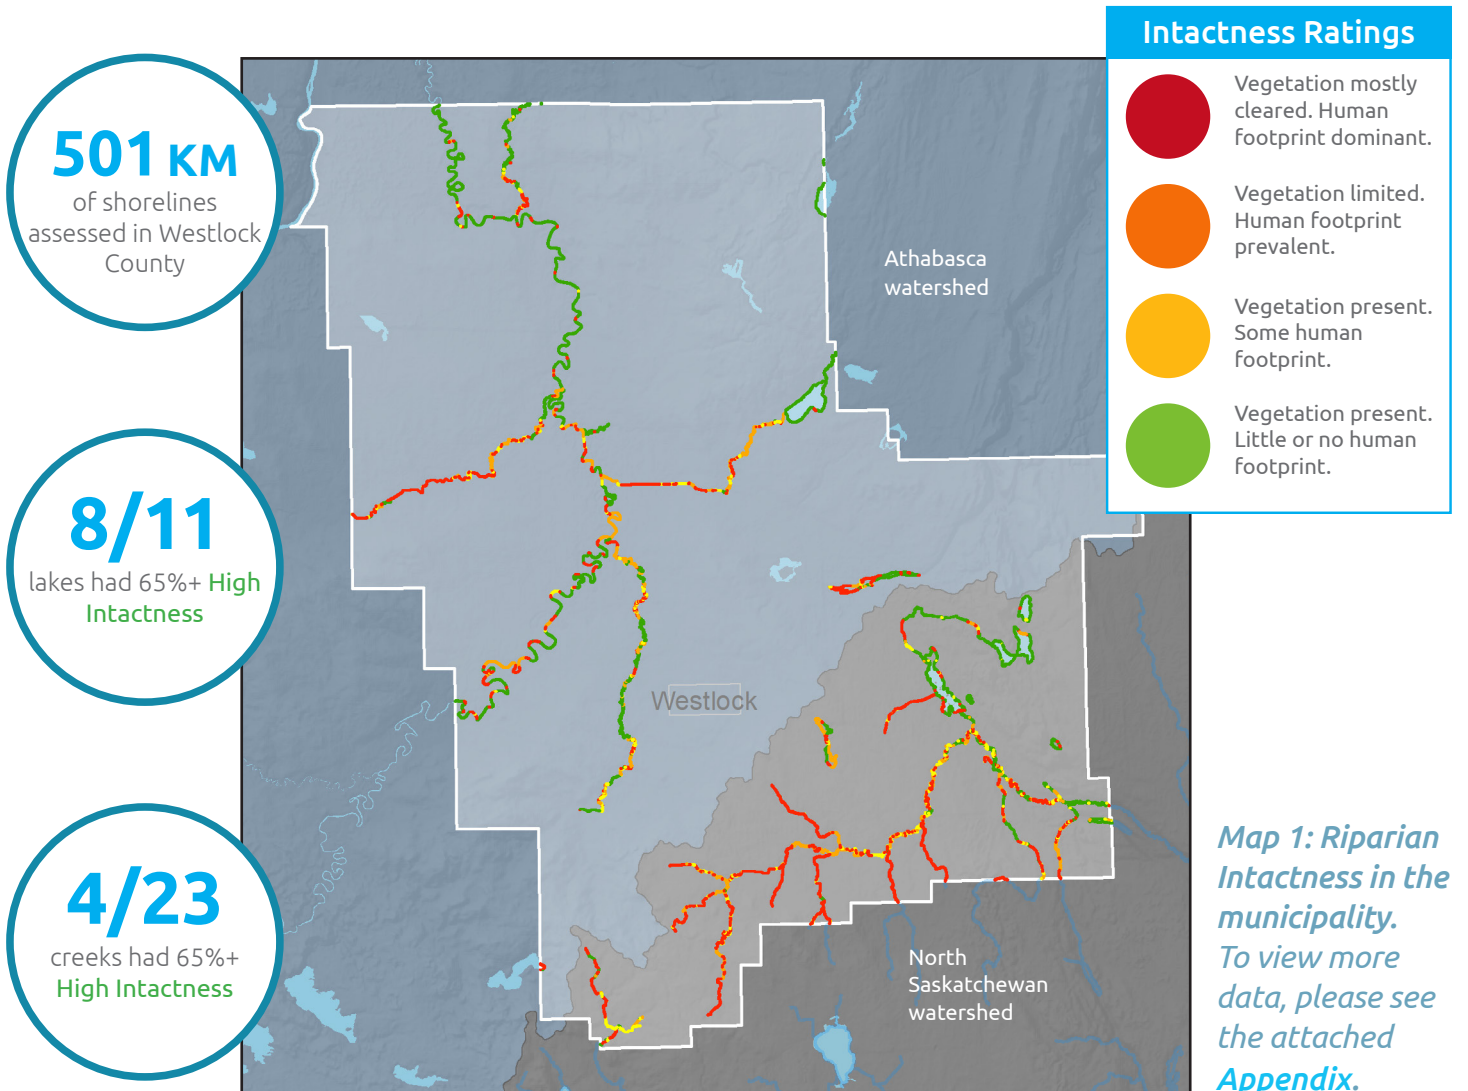 501 KM
of shorelines
assessed in Westlock
County
8/11
lakes had 65%+ High
Intactness
4/23
creeks had 65%+
High Intactness
Athabasca
watershed
Westlock
North
Saskatchewan
watershed
Intactness Ratings
Vegetation mostly
cleared. Human
footprint dominant.
Vegetation limited.
Human footprint
prevalent.
Vegetation present.
Some human
footprint.
Vegetation present.
Little or no human
footprint.
Map 1: Riparian
Intactness in the
municipality.
To view more
data, please see
the attached
Appendix.